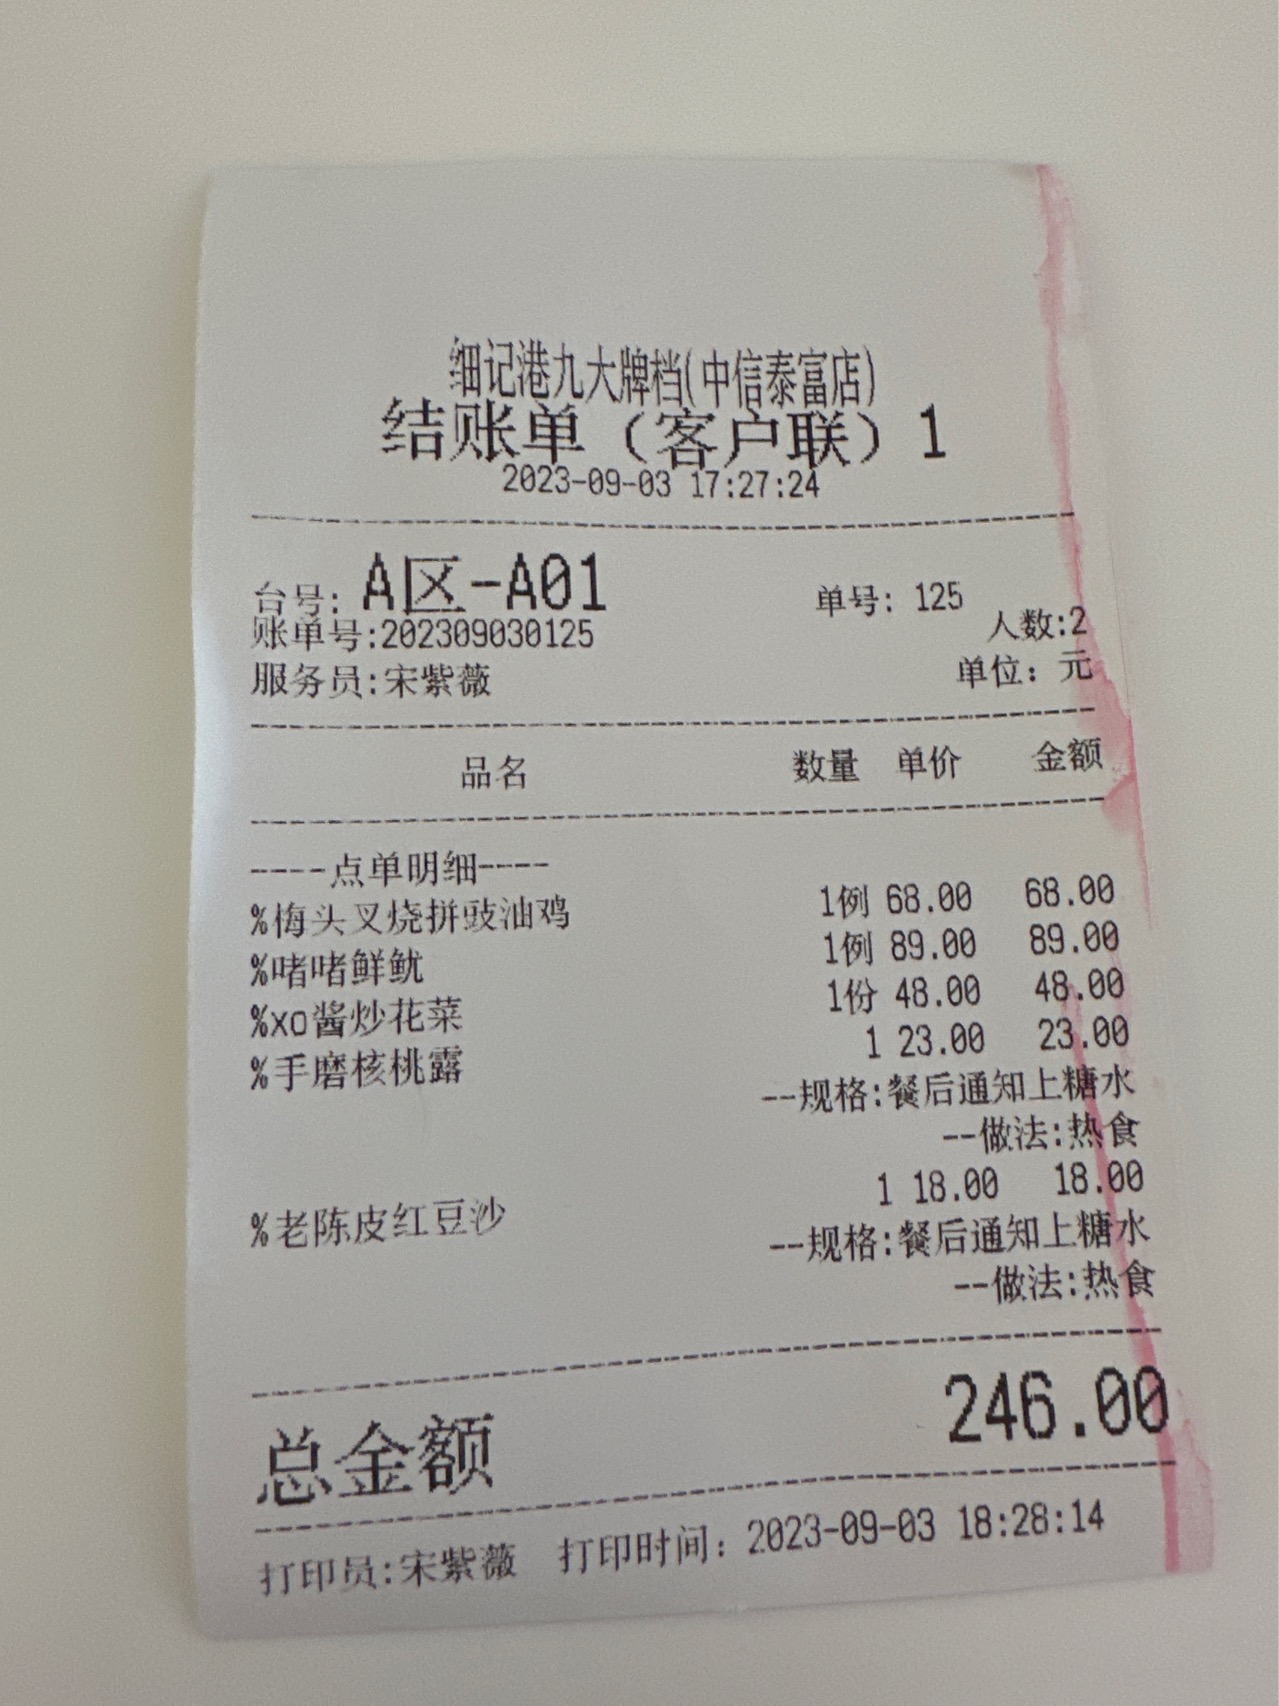 细记港九大牌档(中信泰富店)
结账单（客户联）1
2023-09-03 17:27:24
台号: A区-A01 单号: 125
账单号:202309030125 人数:2
服务员:宋紫薇 单位: 元
品名 数量 单价 金额
----点单明细----
%梅头叉烧拼豉油鸡 1例 68.00 68.00
%啫啫鲜鱿 1例 89.00 89.00
%xo酱炒花菜 1份 48.00 48.00
%手磨核桃露 1 23.00 23.00
--规格:餐后通知上糖水
--做法:热食
%老陈皮红豆沙 1 18.00 18.00
--规格:餐后通知上糖水
--做法:热食
总金额 246.00
打印员:宋紫薇 打印时间: 2023-09-03 18:28:14